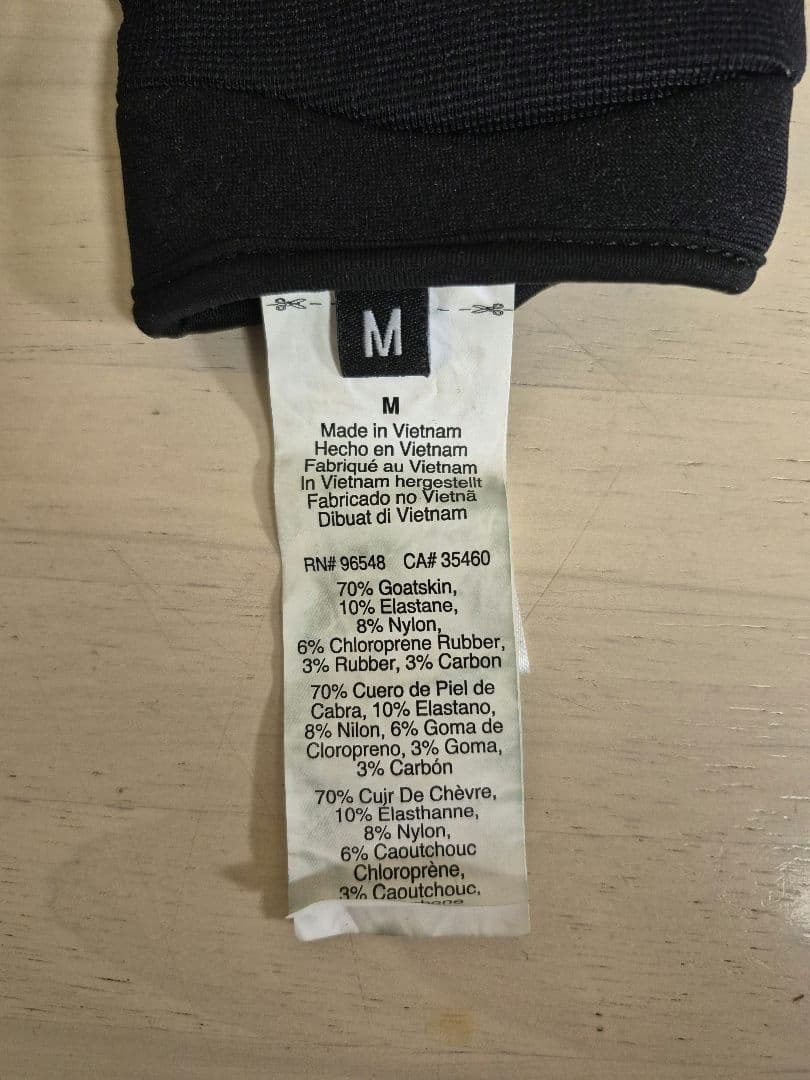 M
M
Made in Vietnam
Hecho en Vietnam
Fabriqué au Vietnam
In Vietnam hergestellt
Fabricado no Vietnã
Dibuat di Vietnam
RN# 96548 CA# 35460
70% Goatskin,
10% Elastane,
8% Nylon,
6% Chloroprene Rubber,
3% Rubber, 3% Carbon
70% Cuero de Piel de
Cabra, 10% Elastano,
8% Nilon, 6% Goma de
Cloropreno, 3% Goma,
3% Carbón
70% Cujr De Chèvre,
10% Élasthanne,
8% Nylon,
6% Caoutchouc
Chloroprène,
3% Caoutchouc,